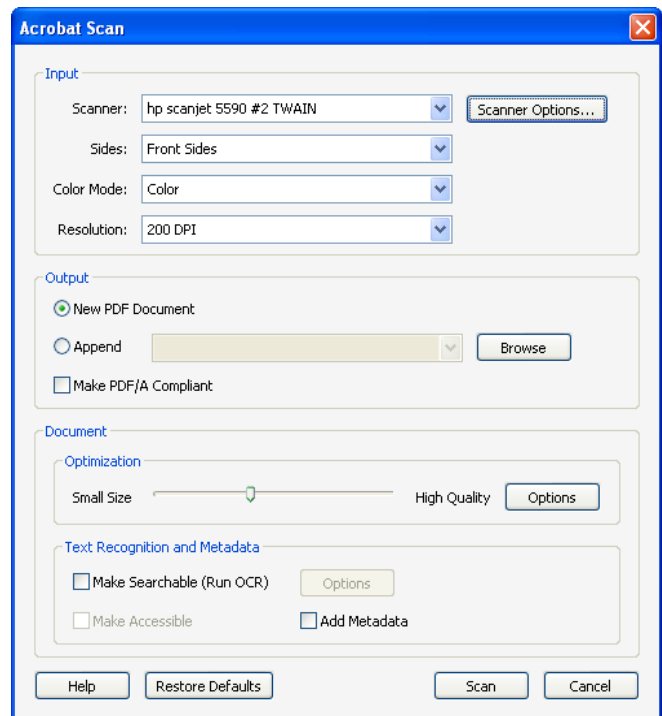 Acrobat Scan
Input
Scanner: hp scanjet 5590 #2 TWAIN Scanner Options...
Sides: Front Sides
Color Mode: Color
Resolution: 200 DPI
Output
New PDF Document
Append Browse
Make PDF/A Compliant
Document
Optimization
Small Size High Quality Options
Text Recognition and Metadata
Make Searchable (Run OCR) Options
Make Accessible Add Metadata
Help Restore Defaults Scan Cancel